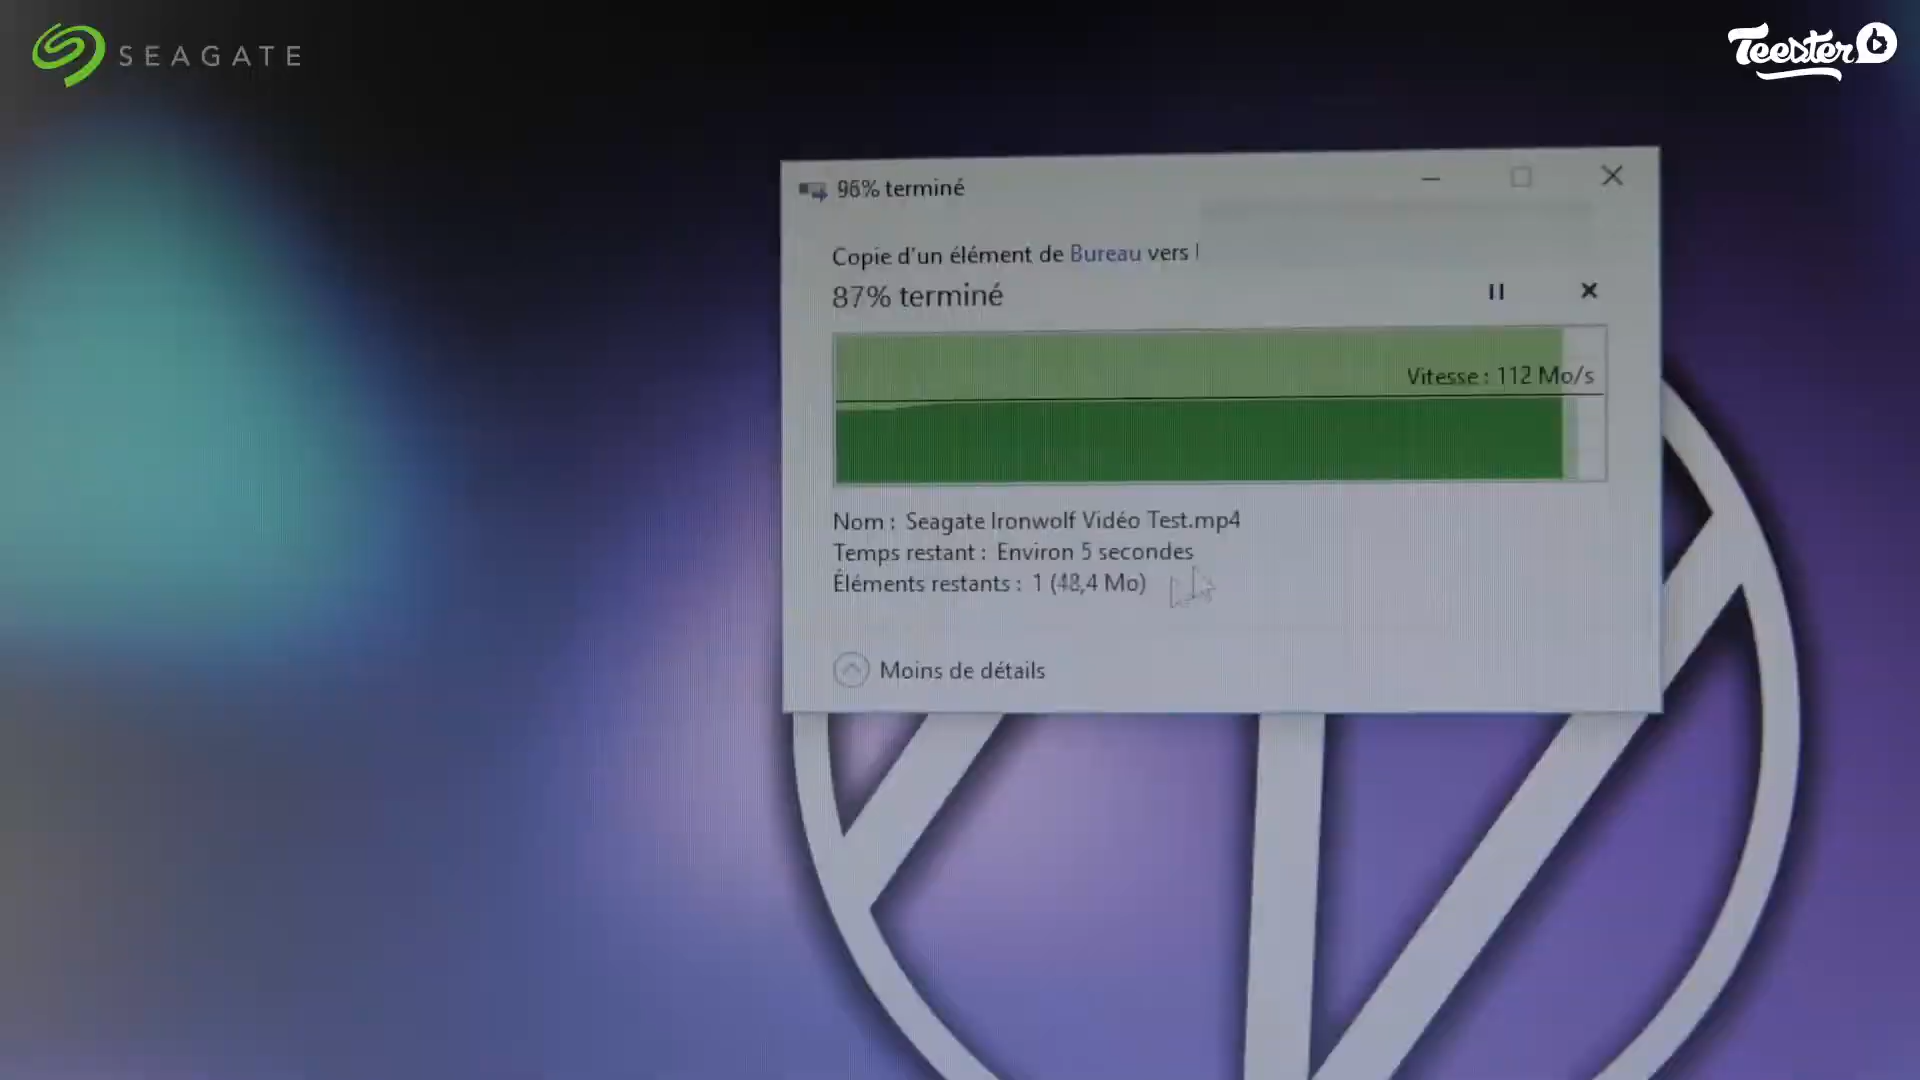 SEAGATE
Teester
96% terminé
Copie d'un élément de Bureau vers
87% terminé
Vitesse : 112 Mo/s
Nom : Seagate Ironwolf Vidéo Test.mp4
Temps restant : Environ 5 secondes
Éléments restants : 1 (48,4 Mo)
Moins de détails